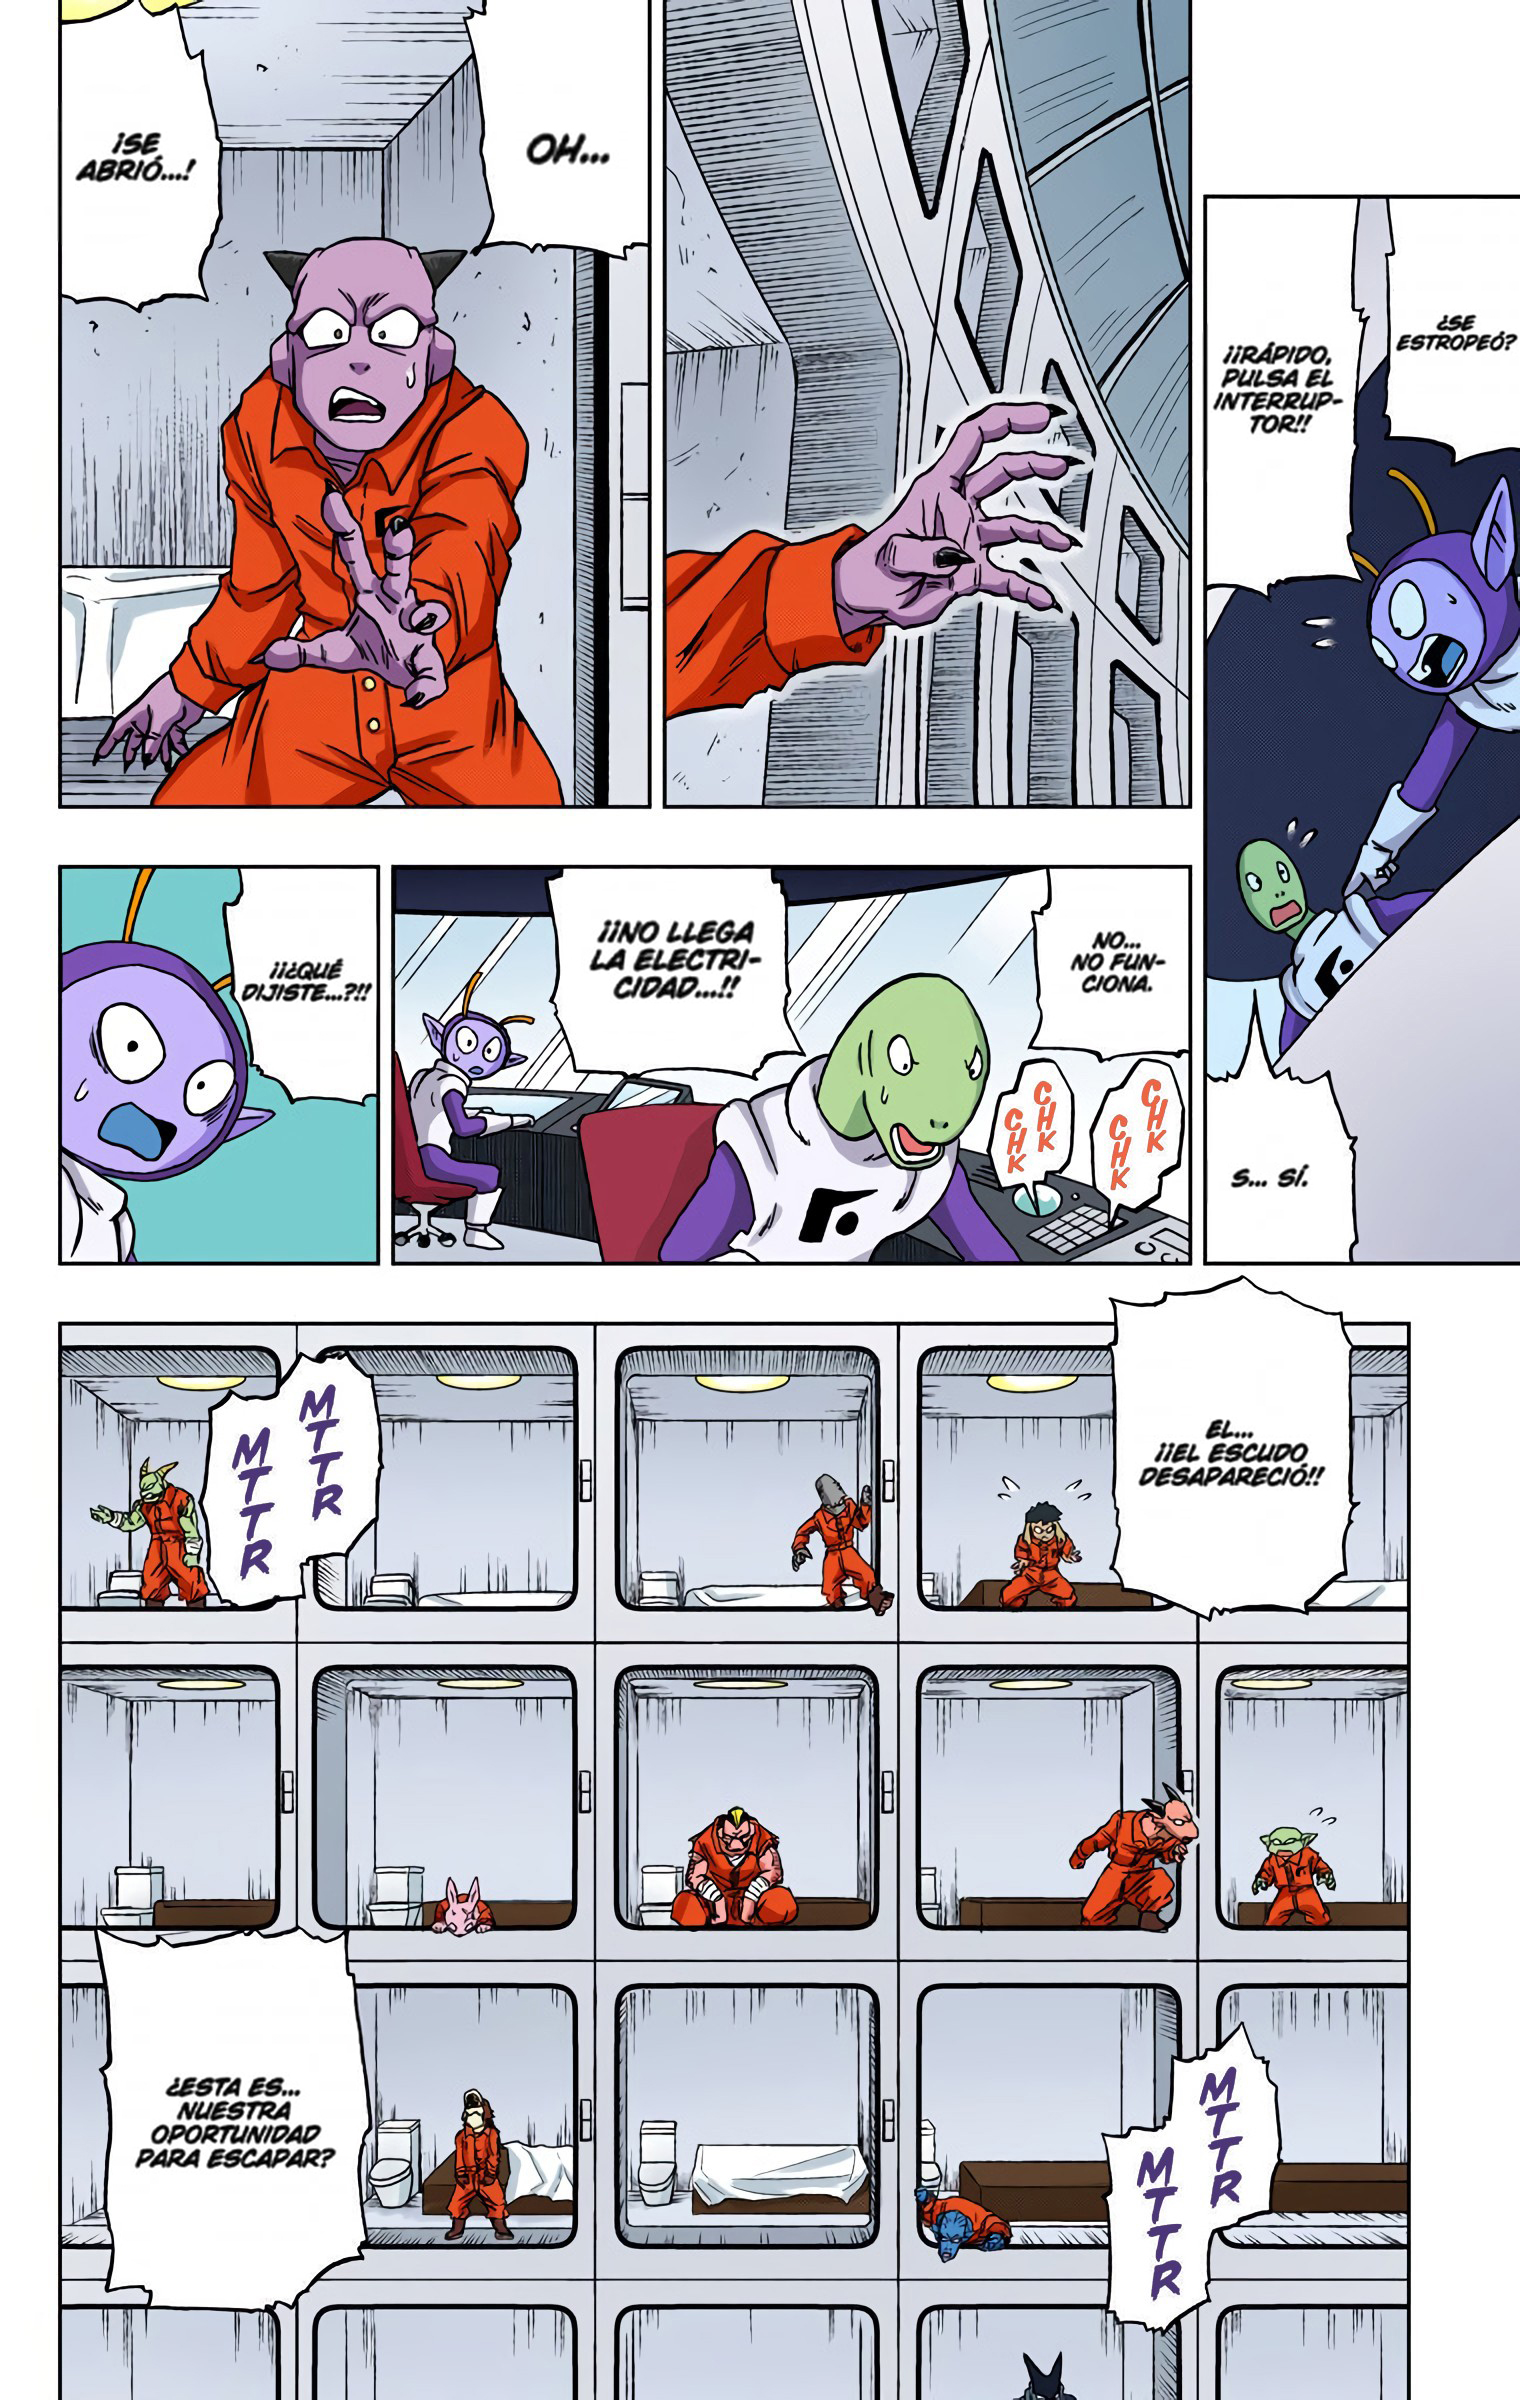 ¿SE
ESTROPEÓ?
¡¡RÁPIDO,
PULSA EL
INTERRUP-
TOR!!
S... SÍ.
OH...
¡SE
ABRIÓ...!
NO...
NO FUN-
CIONA.
CHK
CHK
CHK
CHK
¡¡NO LLEGA
LA ELECTRI-
CIDAD...!!
¡¡¿QUÉ
DIJISTE...?!!
EL...
¡¡EL ESCUDO
DESAPARECIÓ!!
MTTR
MTTR
MTTR
MTTR
¿ESTA ES...
NUESTRA
OPORTUNIDAD
PARA ESCAPAR?